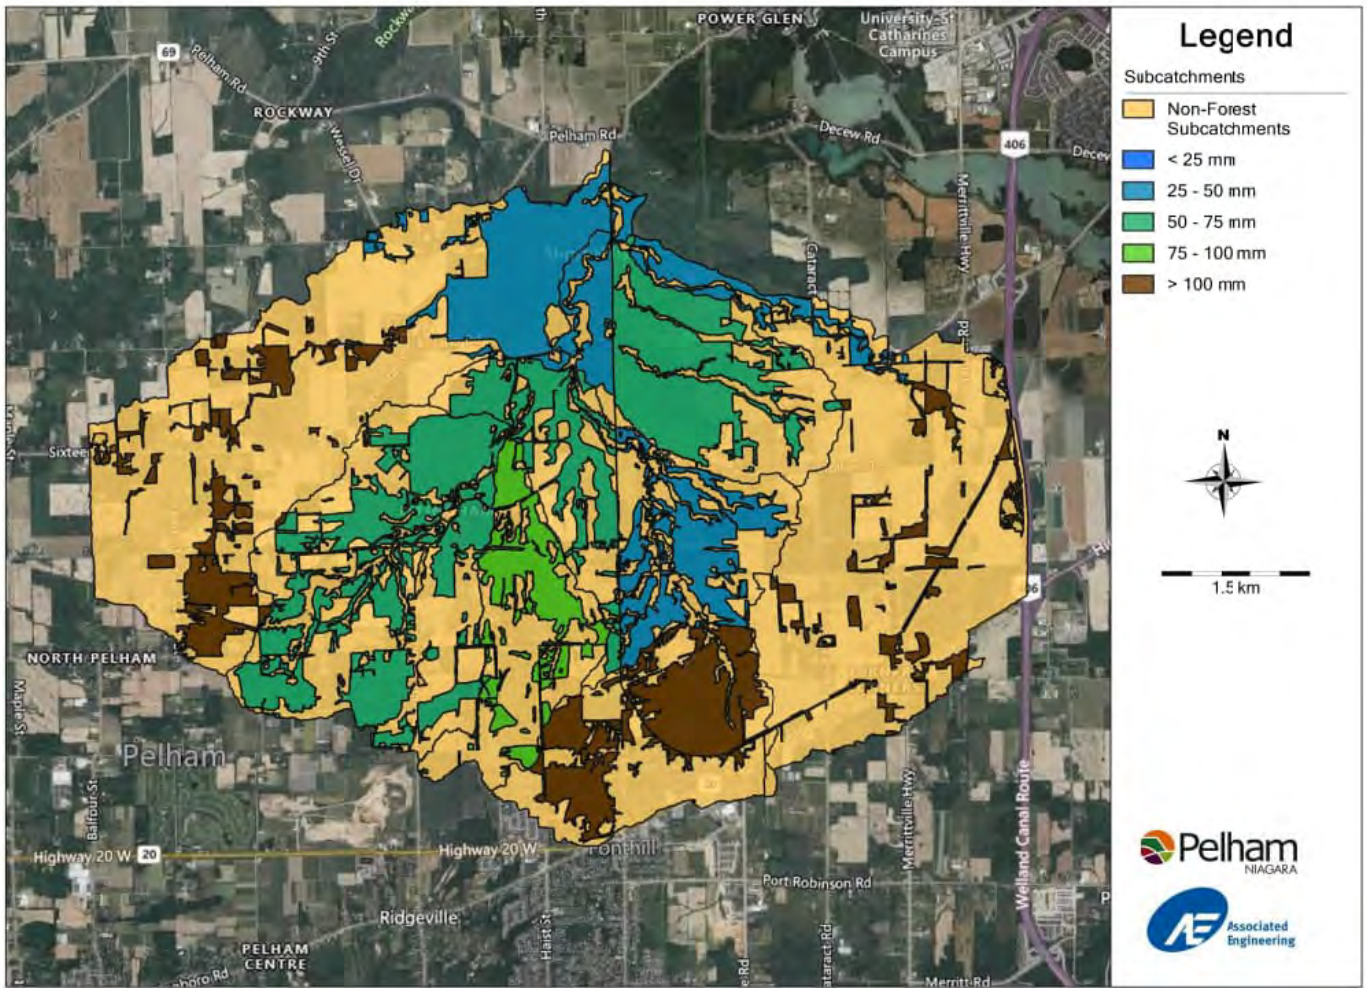 POWER GLEN
University-St
Catharines
Campus
69
Pelham Rd
9th St
ROCKWAY
Wessel Dr
Pelham Rd
Decew Rd
406
Merrittville Hwy
Cataract
Sixteen
NORTH PELHAM
Maple St
Pelham
Balfour St
Highway 20 W
20
Highway 20 W
Fonthill
Merrittville Hwy
Welland Canal Route
Port Robinson Rd
Ridgeville
Haist St
PELHAM
CENTRE
Merritt Rd
Legend
Subcatchments
Non-Forest
Subcatchments
< 25 mm
25 - 50 mm
50 - 75 mm
75 - 100 mm
> 100 mm
N
1.5 km
Pelham
NIAGARA
AE Associated
Engineering